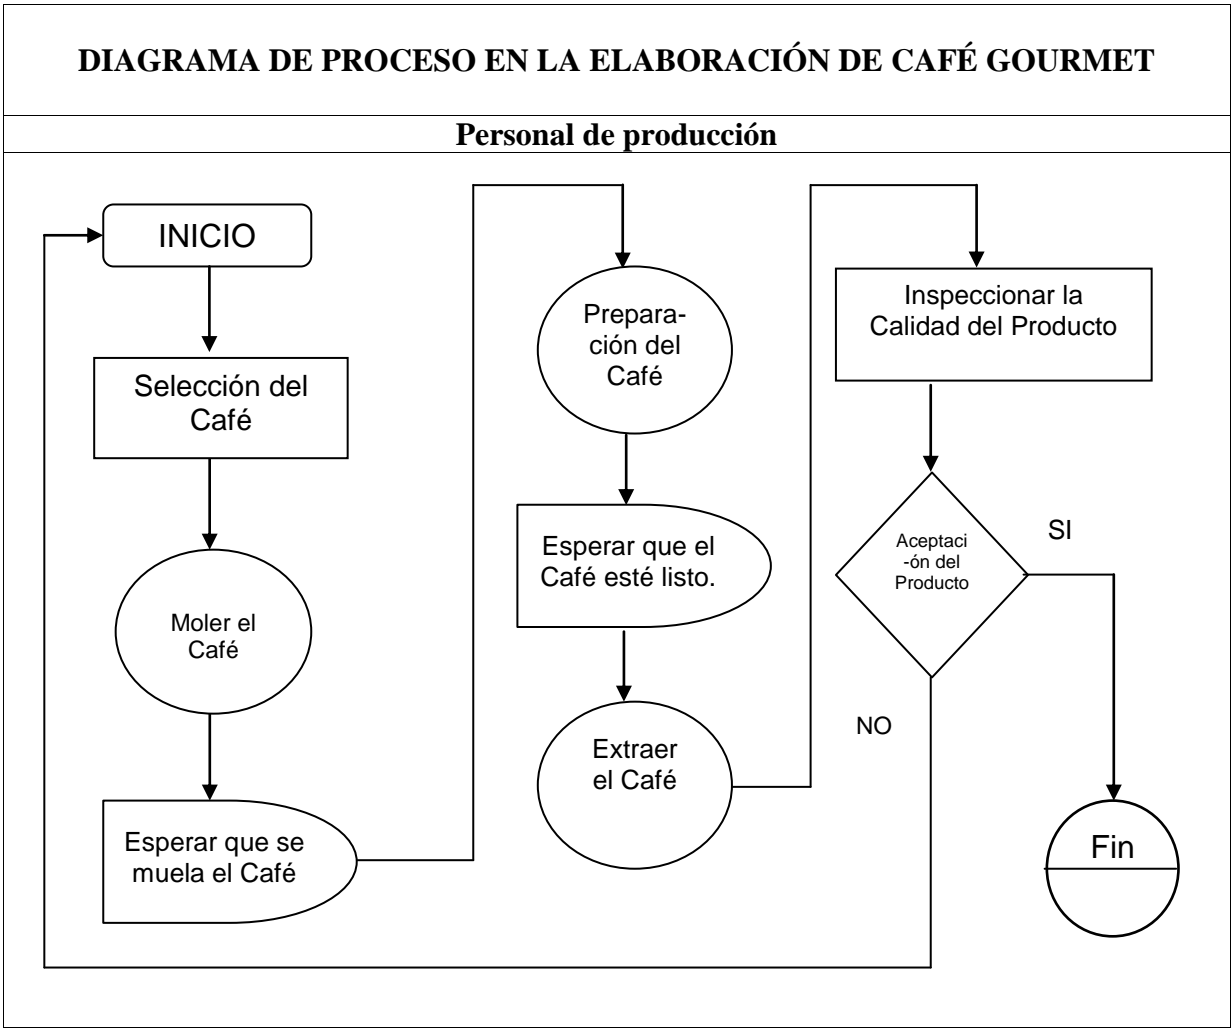 DIAGRAMA DE PROCESO EN LA ELABORACIÓN DE CAFÉ GOURMET
Personal de producción
INICIO
Selección del
Café
Moler el
Café
Esperar que se
muela el Café
Prepara-
ción del
Café
Esperar que el
Café esté listo.
Extraer
el Café
Inspeccionar la
Calidad del Producto
Aceptaci
-ón del
Producto
SI
NO
Fin